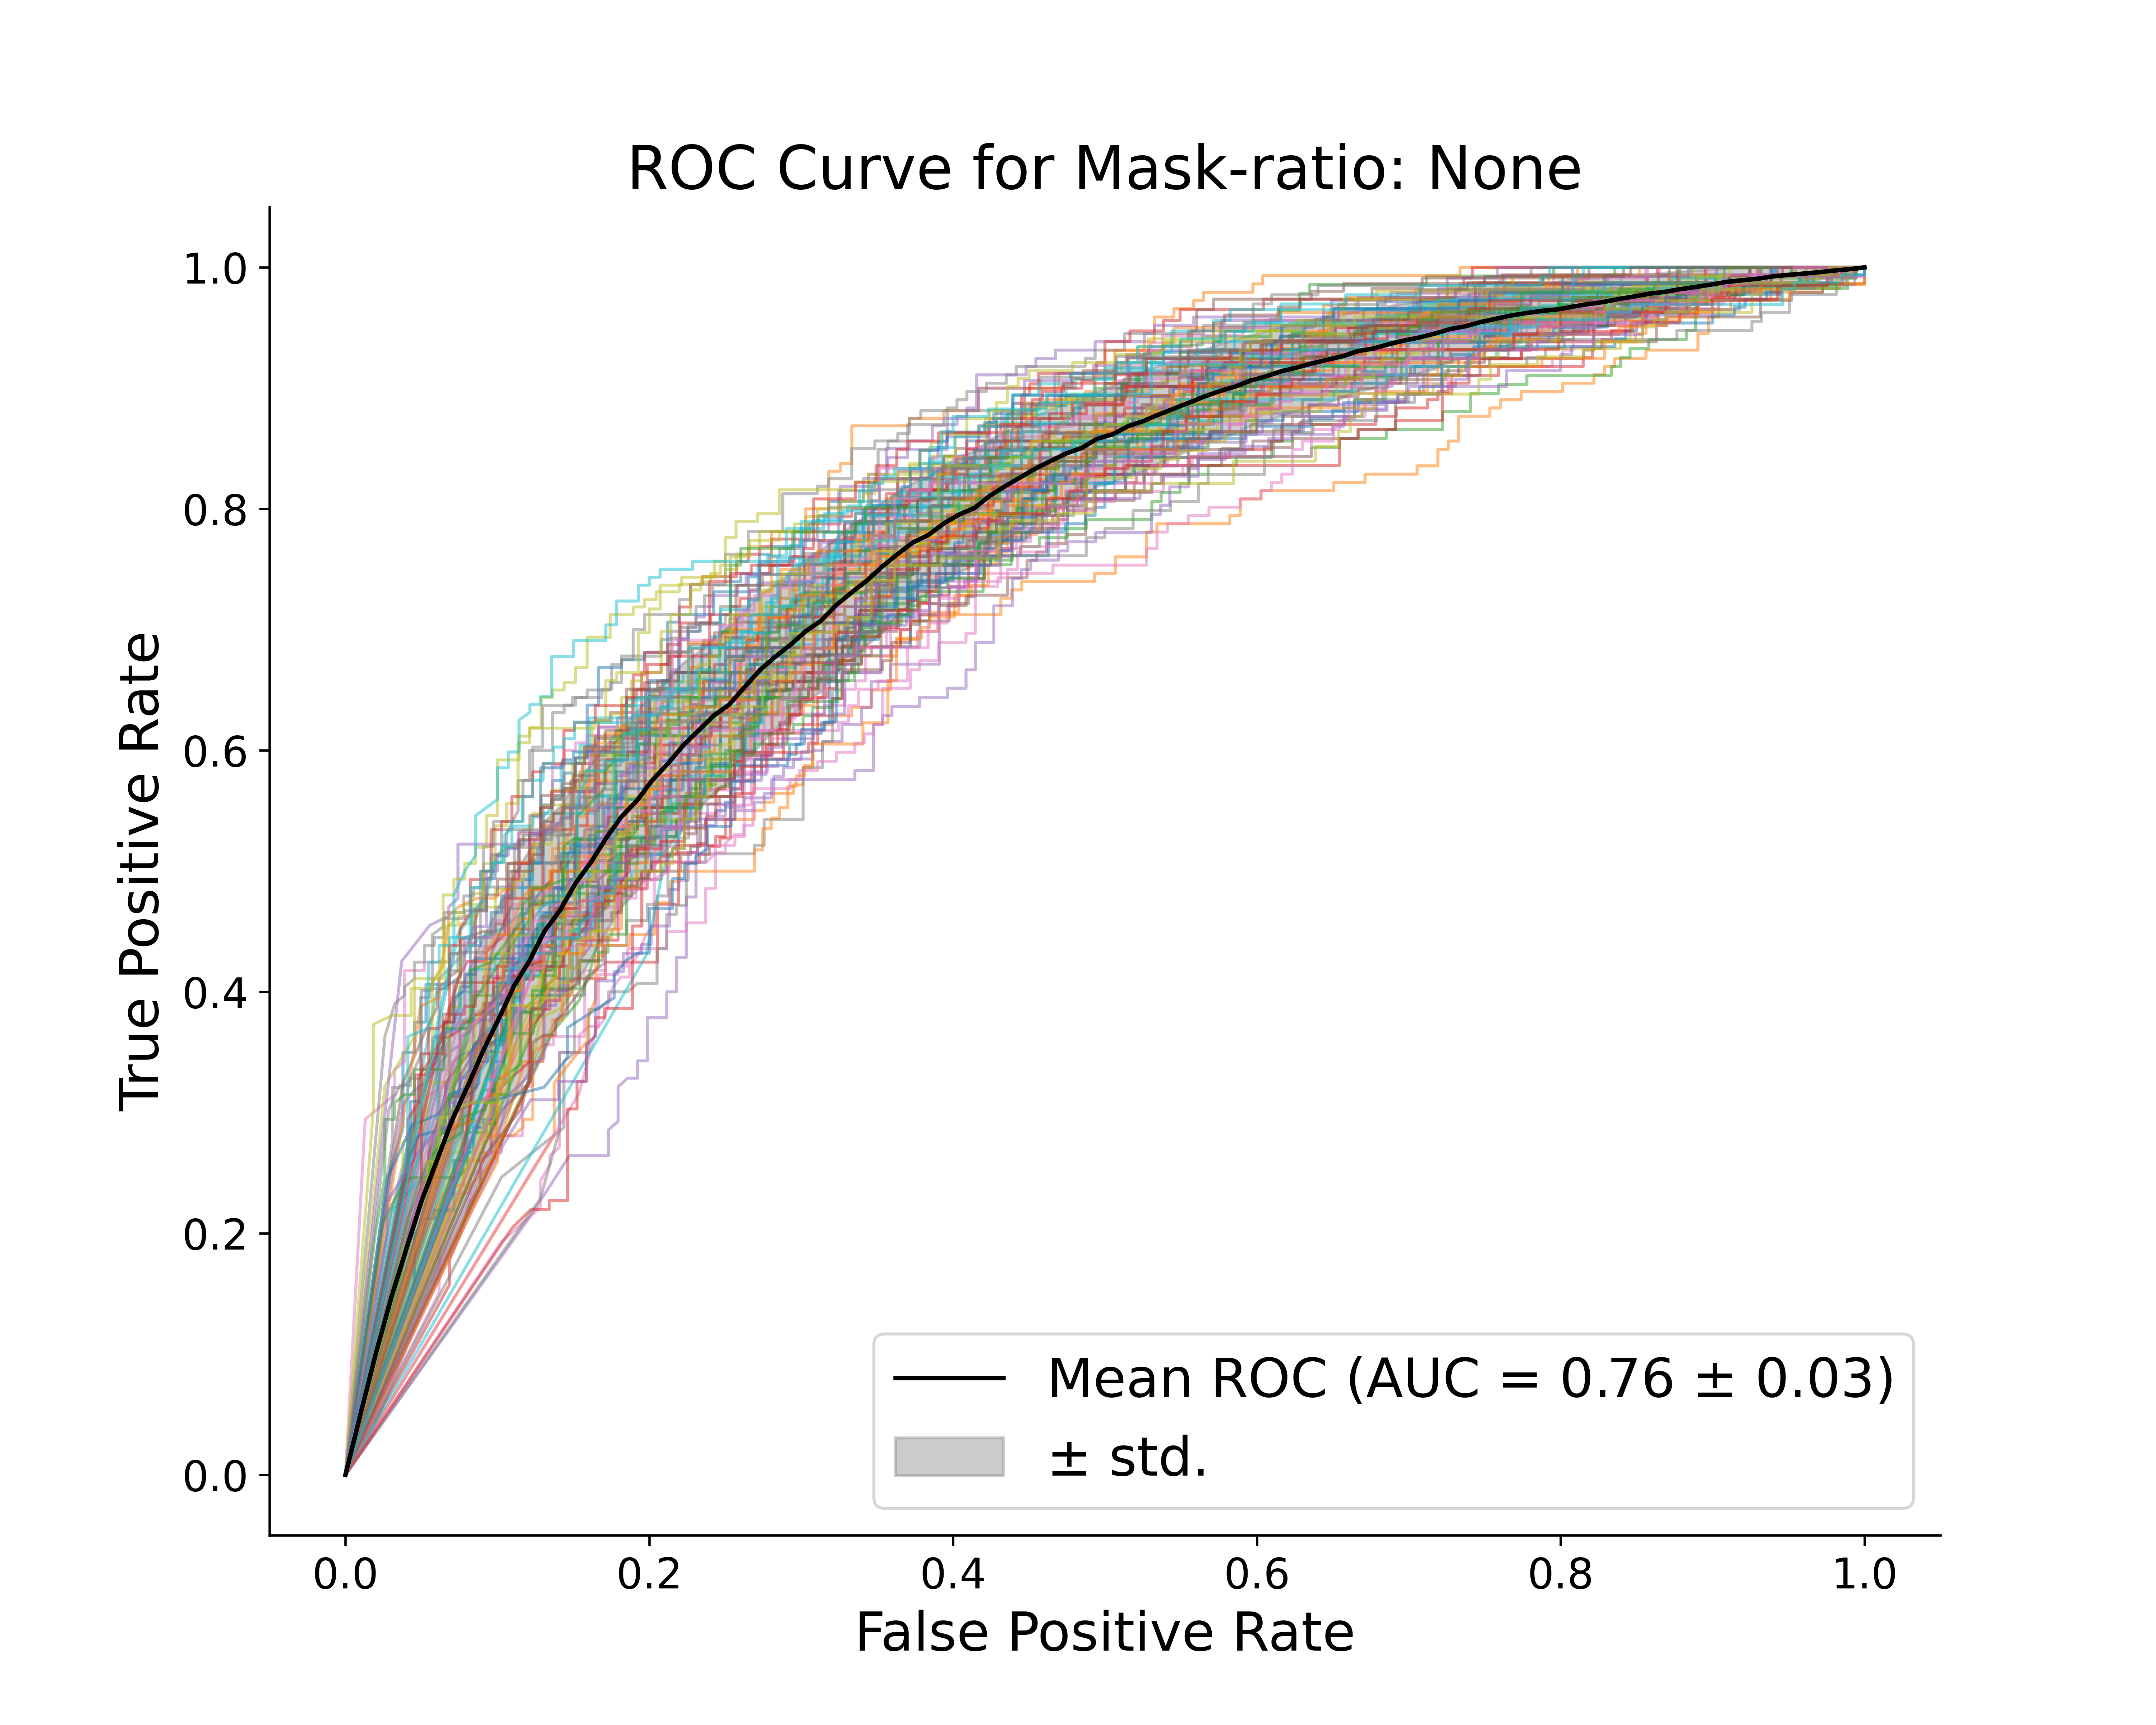 ROC Curve for Mask-ratio: None
1.0
0.8
0.6
0.4
0.2
0.0
True Positive Rate
Mean ROC (AUC = 0.76 ± 0.03)
± std.
0.0 0.2 0.4 0.6 0.8 1.0
False Positive Rate